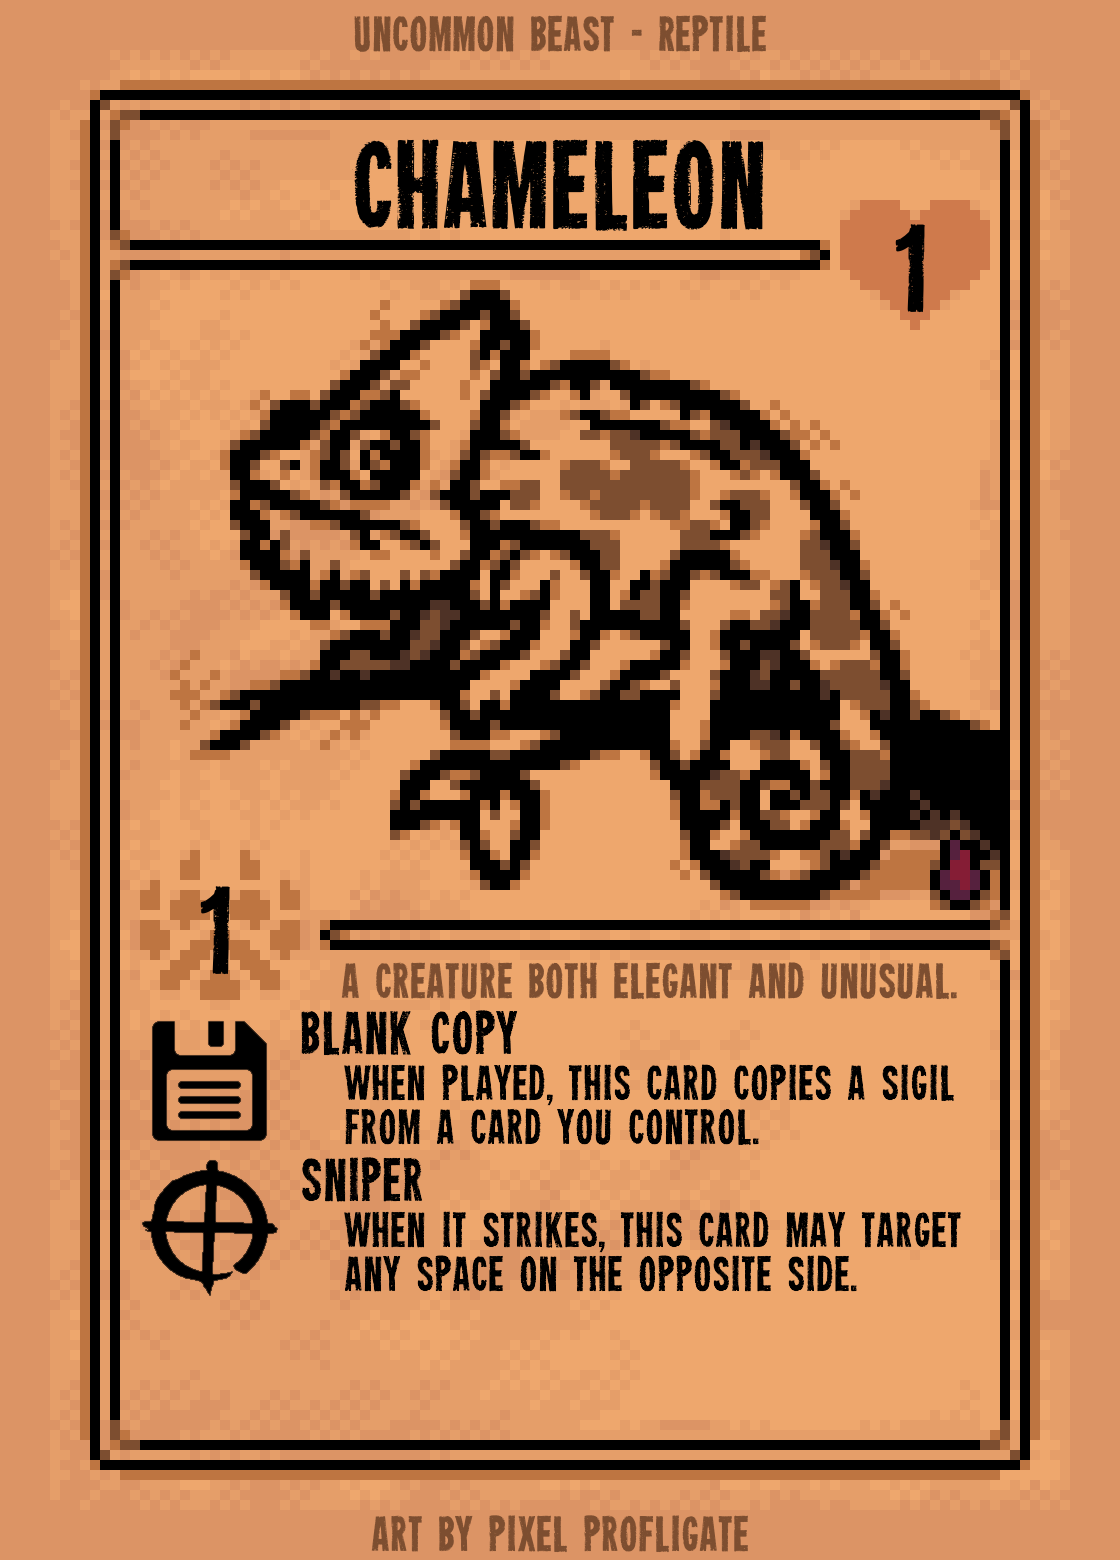 UNCOMMON BEAST - REPTILE
CHAMELEON
1
1
A CREATURE BOTH ELEGANT AND UNUSUAL.
BLANK COPY
WHEN PLAYED, THIS CARD COPIES A SIGIL
FROM A CARD YOU CONTROL.
SNIPER
WHEN IT STRIKES, THIS CARD MAY TARGET
ANY SPACE ON THE OPPOSITE SIDE.
ART BY PIXEL PROFLIGATE